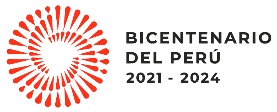 BICENTENARIO
DEL PERÚ
2021 - 2024